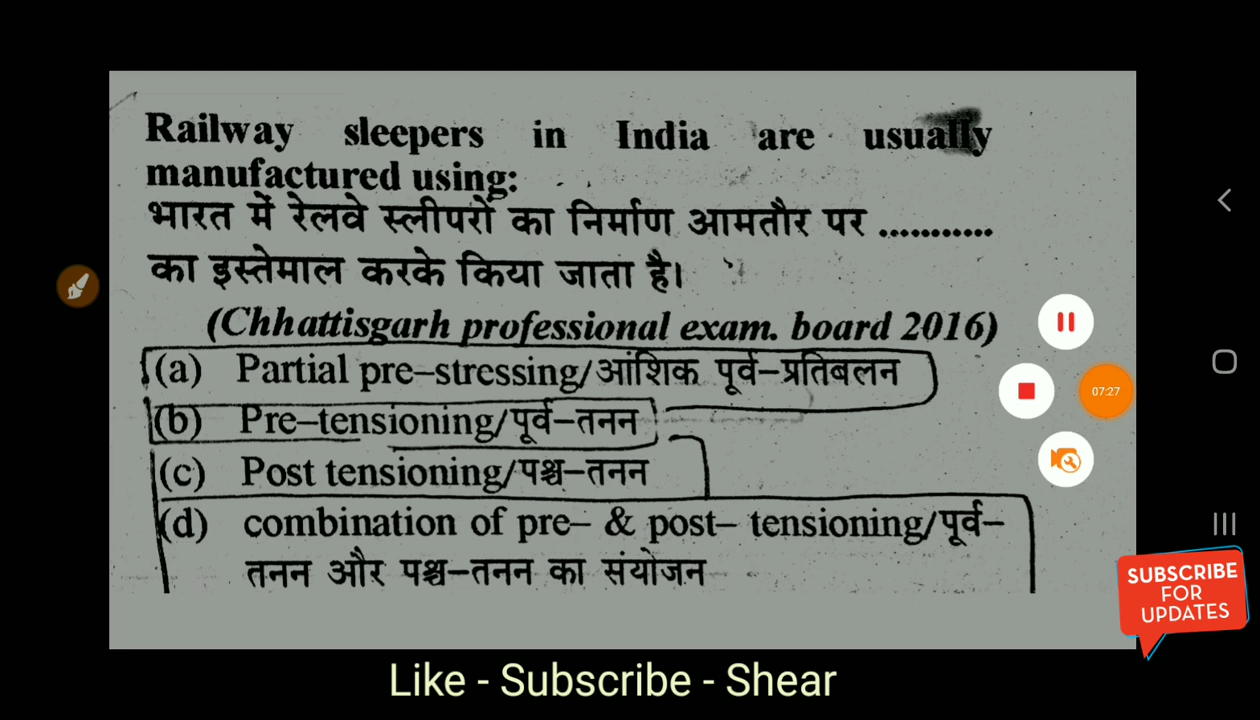 Railway sleepers in India are usually
manufactured using:
भारत में रेलवे स्लीपरों का निर्माण आमतौर पर ...........
का इस्तेमाल करके किया जाता है।
(Chhattisgarh professional exam. board 2016)
(a) Partial pre–stressing/आंशिक पूर्व–प्रतिबलन
(b) Pre–tensioning/पूर्व–तनन
(c) Post tensioning/पश्च–तनन
(d) combination of pre– & post– tensioning/पूर्व–
तनन और पश्च–तनन का संयोजन
07:27
SUBSCRIBE
FOR
UPDATES
Like - Subscribe - Shear